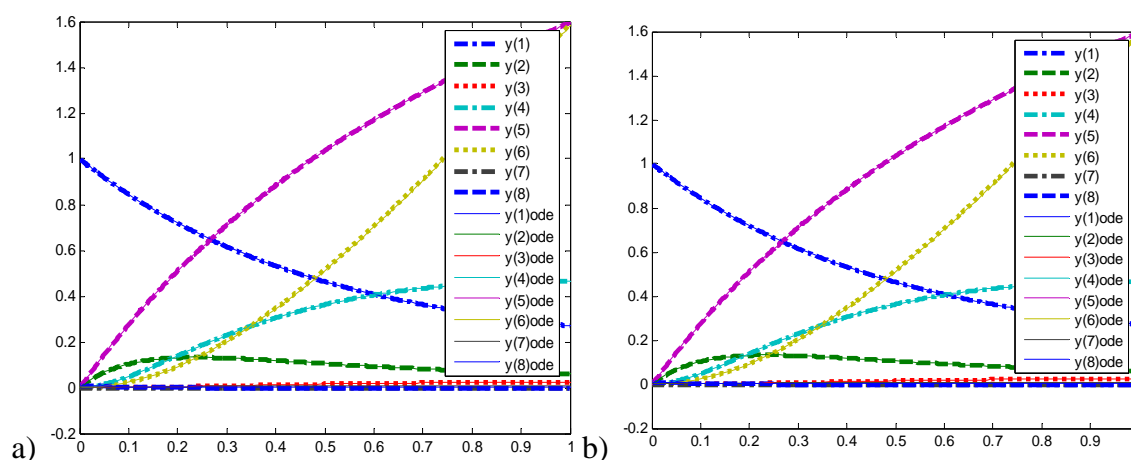 1.6
1.4
1.2
1
0.8
0.6
0.4
0.2
0
-0.2
0 0.1 0.2 0.3 0.4 0.5 0.6 0.7 0.8 0.9 1
y(1)
y(2)
y(3)
y(4)
y(5)
y(6)
y(7)
y(8)
y(1)ode
y(2)ode
y(3)ode
y(4)ode
y(5)ode
y(6)ode
y(7)ode
y(8)ode
a)
1.6
1.4
1.2
1
0.8
0.6
0.4
0.2
0
-0.2
0 0.1 0.2 0.3 0.4 0.5 0.6 0.7 0.8 0.9
y(1)
y(2)
y(3)
y(4)
y(5)
y(6)
y(7)
y(8)
y(1)ode
y(2)ode
y(3)ode
y(4)ode
y(5)ode
y(6)ode
y(7)ode
y(8)ode
b)